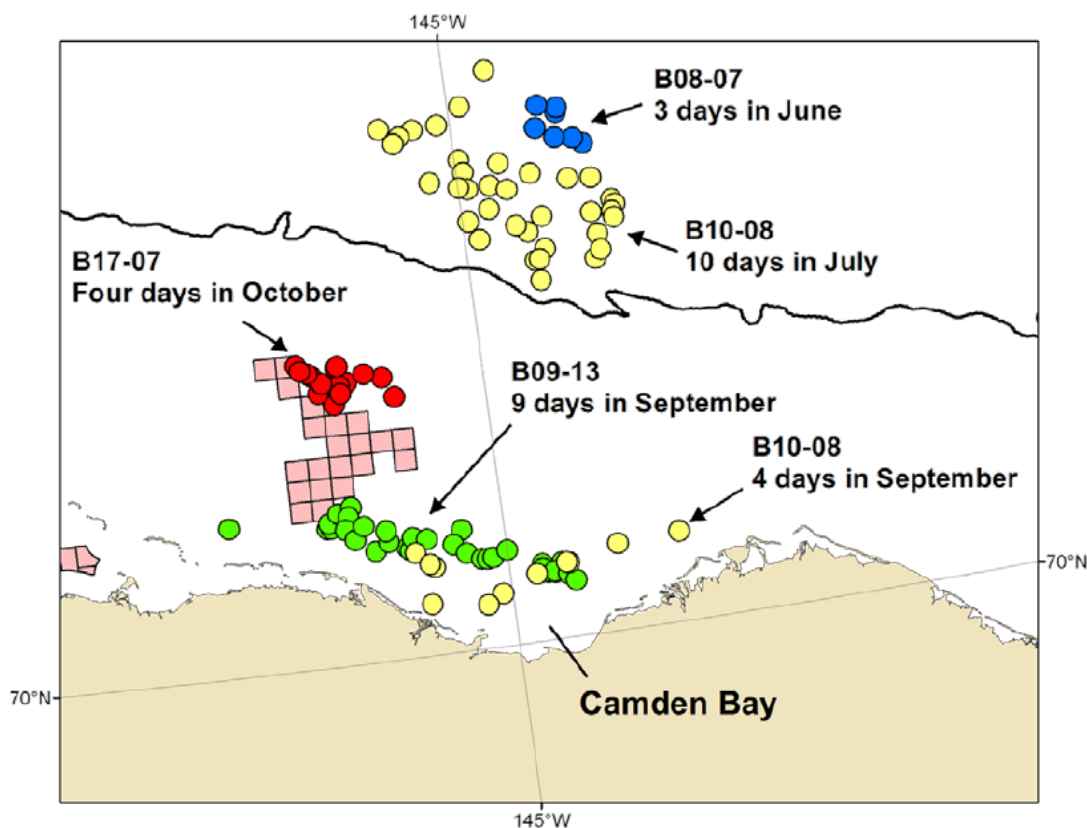 145°W
B08-07
3 days in June
B10-08
10 days in July
B17-07
Four days in October
B09-13
9 days in September
B10-08
4 days in September
70°N
Camden Bay
70°N
145°W